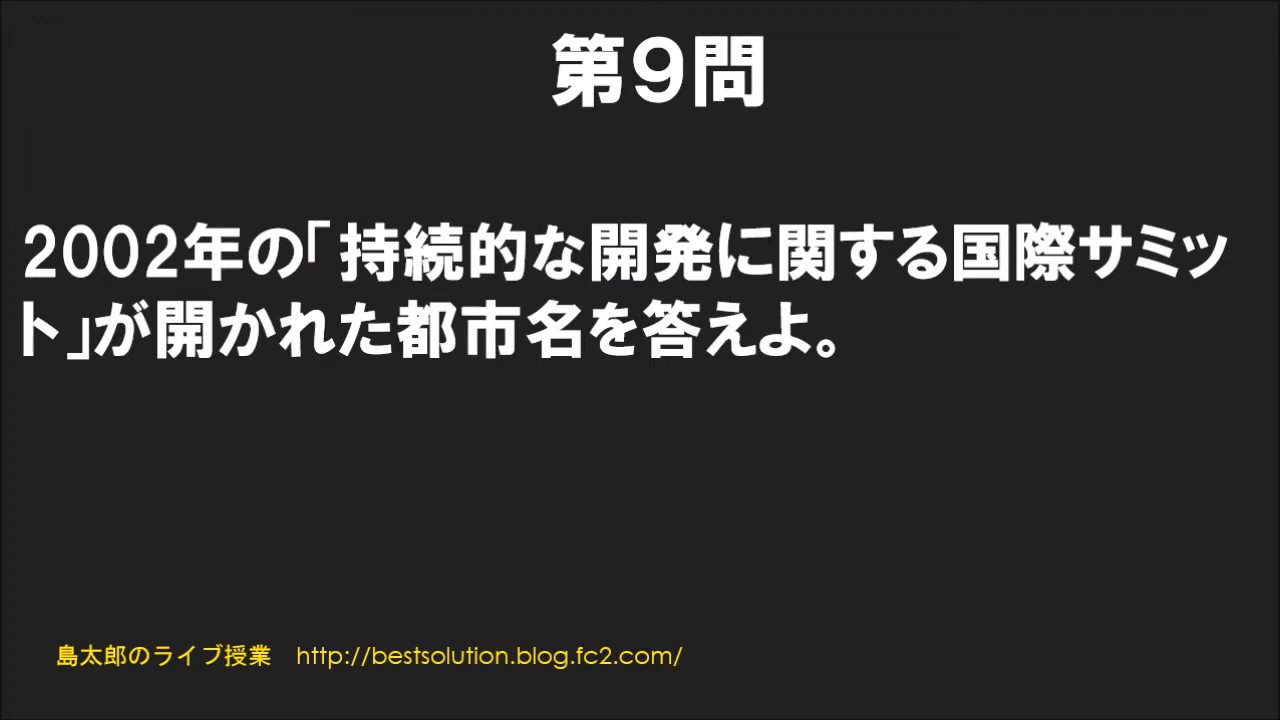 第9問
2002年の「持続的な開発に関する国際サミッ
ト」が開かれた都市名を答えよ。
島太郎のライブ授業　http://bestsolution.blog.fc2.com/